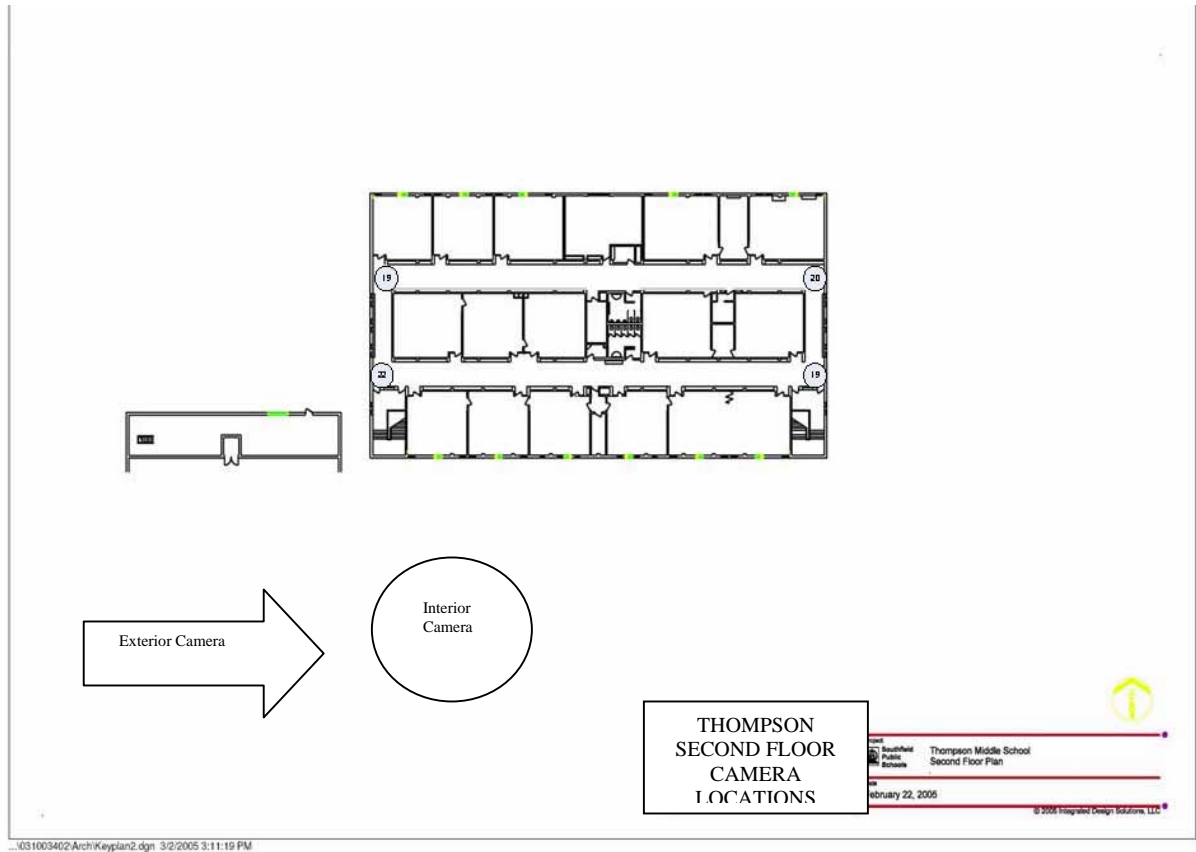 19
20
22
19
Exterior Camera
Interior
Camera
THOMPSON
SECOND FLOOR
CAMERA
LOCATIONS
Southfield
Public
Schools
Thompson Middle School
Second Floor Plan
ebruary 22, 2005
© 2005 Integrated Design Solutions, LLC
...\031003402\Arch\Keyplan2.dgn 3/2/2005 3:11:19 PM